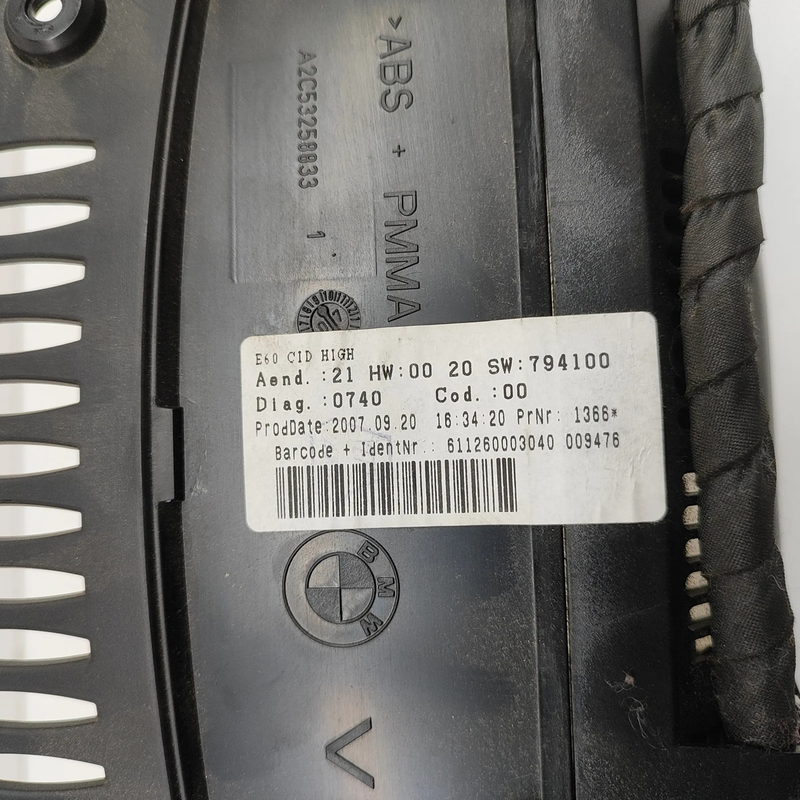 >ABS + PMMA
A2C53258833
1
E60 CID HIGH
Aend. :21 HW:00 20 SW:794100
Diag. :0740 Cod. :00
ProdDate:2007.09.20 16:34:20 PrNr: 1366*
Barcode + IdentNr.: 611260003040 009476
BMW